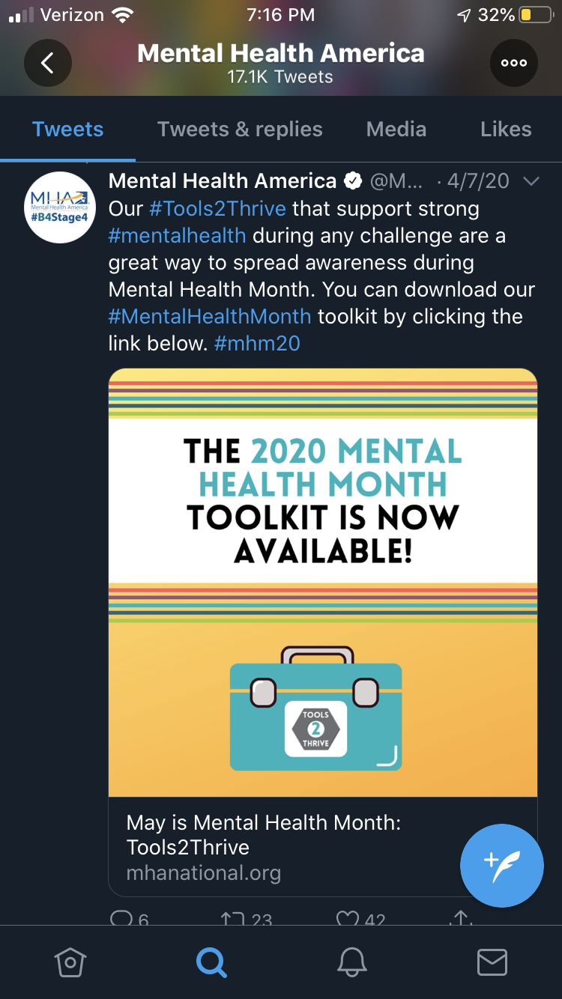 Verizon 7:16 PM 32%
Mental Health America
17.1K Tweets
Tweets Tweets & replies Media Likes
Mental Health America @M... · 4/7/20
MHA
Mental Health America
#B4Stage4
Our #Tools2Thrive that support strong
#mentalhealth during any challenge are a
great way to spread awareness during
Mental Health Month. You can download our
#MentalHealthMonth toolkit by clicking the
link below. #mhm20
THE 2020 MENTAL
HEALTH MONTH
TOOLKIT IS NOW
AVAILABLE!
TOOLS
2
THRIVE
May is Mental Health Month:
Tools2Thrive
mhanational.org
6 23 42